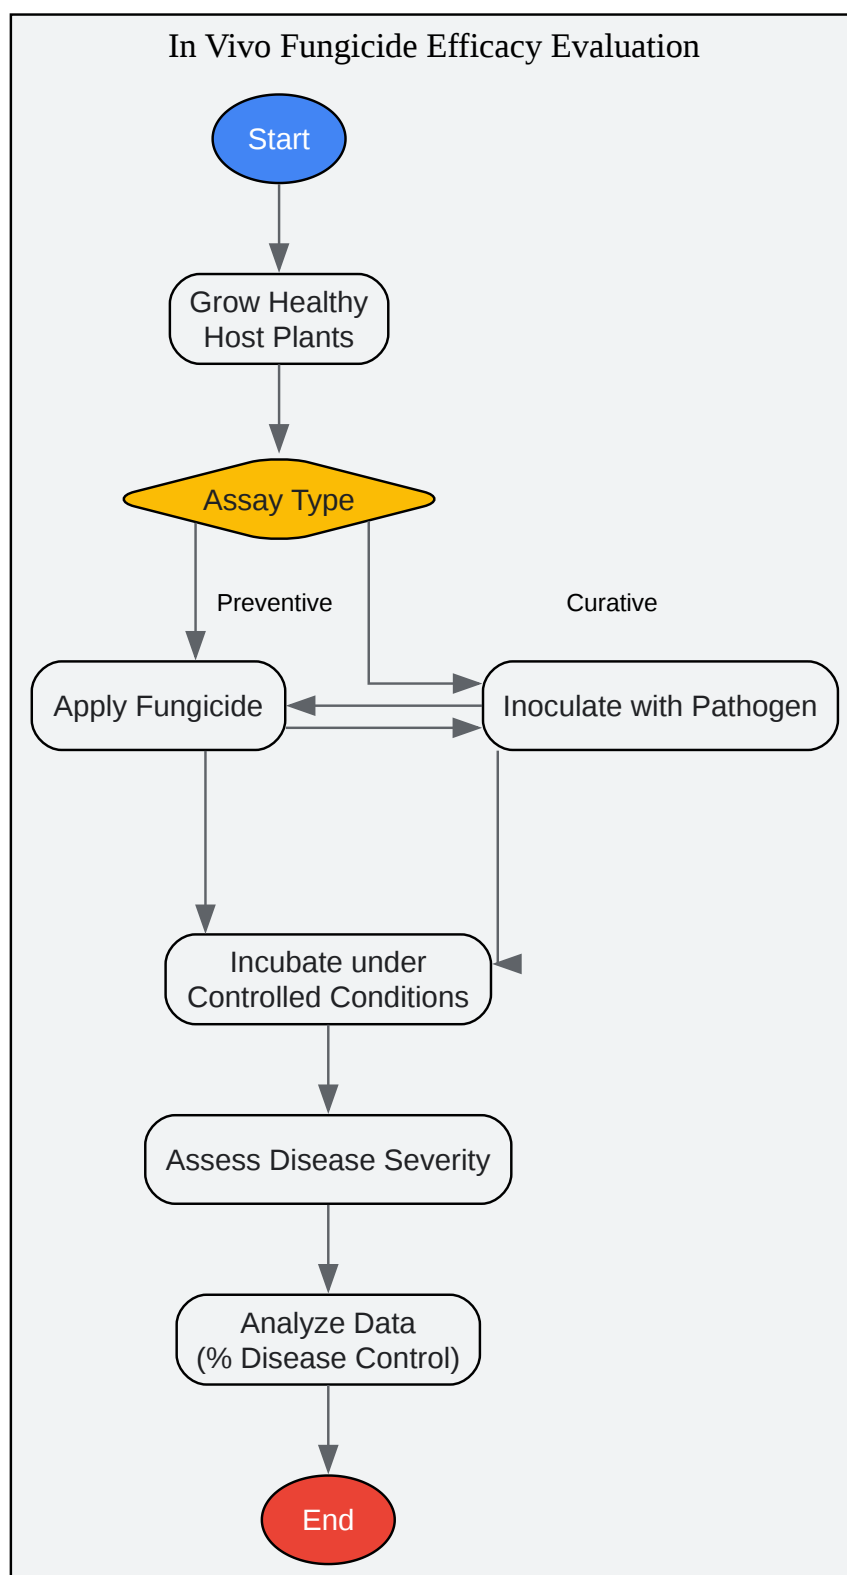 In Vivo Fungicide Efficacy Evaluation
Start
Grow Healthy
Host Plants
Assay Type
Preventive
Curative
Apply Fungicide
Inoculate with Pathogen
Incubate under
Controlled Conditions
Assess Disease Severity
Analyze Data
(% Disease Control)
End